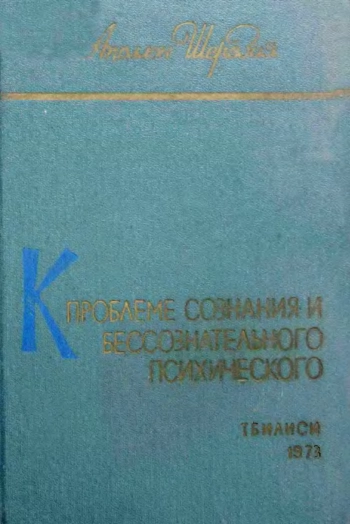 Аполлон Шерозия
К ПРОБЛЕМЕ СОЗНАНИЯ И
БЕССОЗНАТЕЛЬНОГО
ПСИХИЧЕСКОГО
ТБИЛИСИ
1973